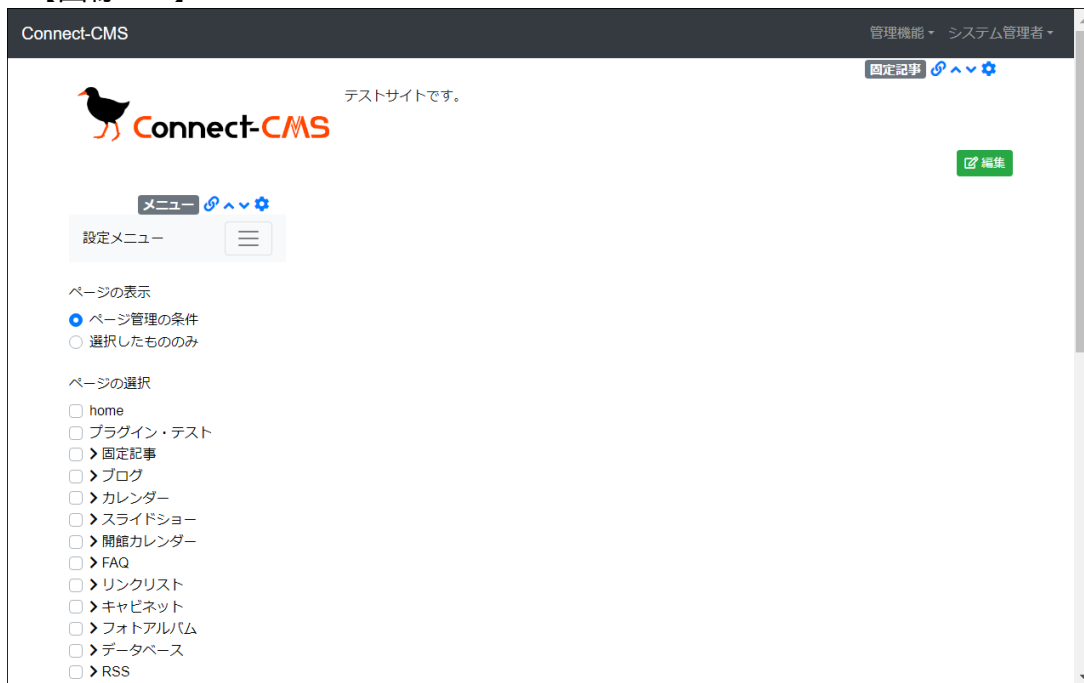 Connect-CMS 管理機能 システム管理者
固定記事
テストサイトです。
Connect-CMS
編集
メニュー
設定メニュー
ページの表示
ページ管理の条件
選択したもののみ
ページの選択
home
プラグイン・テスト
固定記事
ブログ
カレンダー
スライドショー
開館カレンダー
FAQ
リンクリスト
キャビネット
フォトアルバム
データベース
RSS